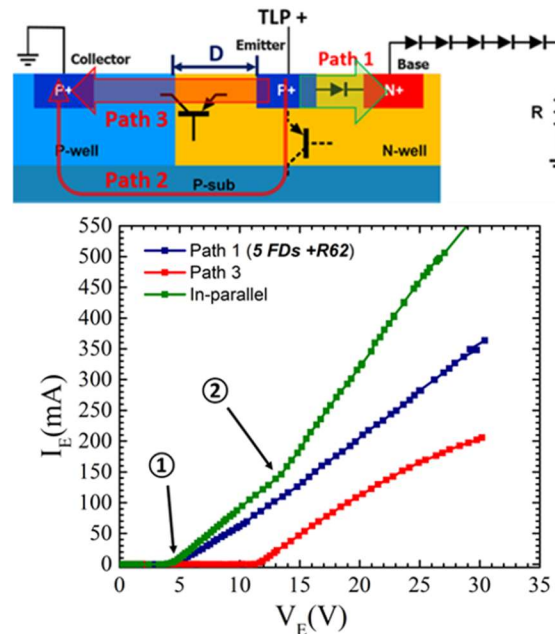 TLP +
Collector
D
Emitter
Path 1
Base
P+
P+
N+
Path 3
R
P-well
N-well
Path 2
P-sub
550
500
450
400
350
300
250
200
150
100
50
0
I_E(mA)
Path 1 (5 FDs +R62)
Path 3
In-parallel
②
①
0 5 10 15 20 25 30 35
V_E(V)